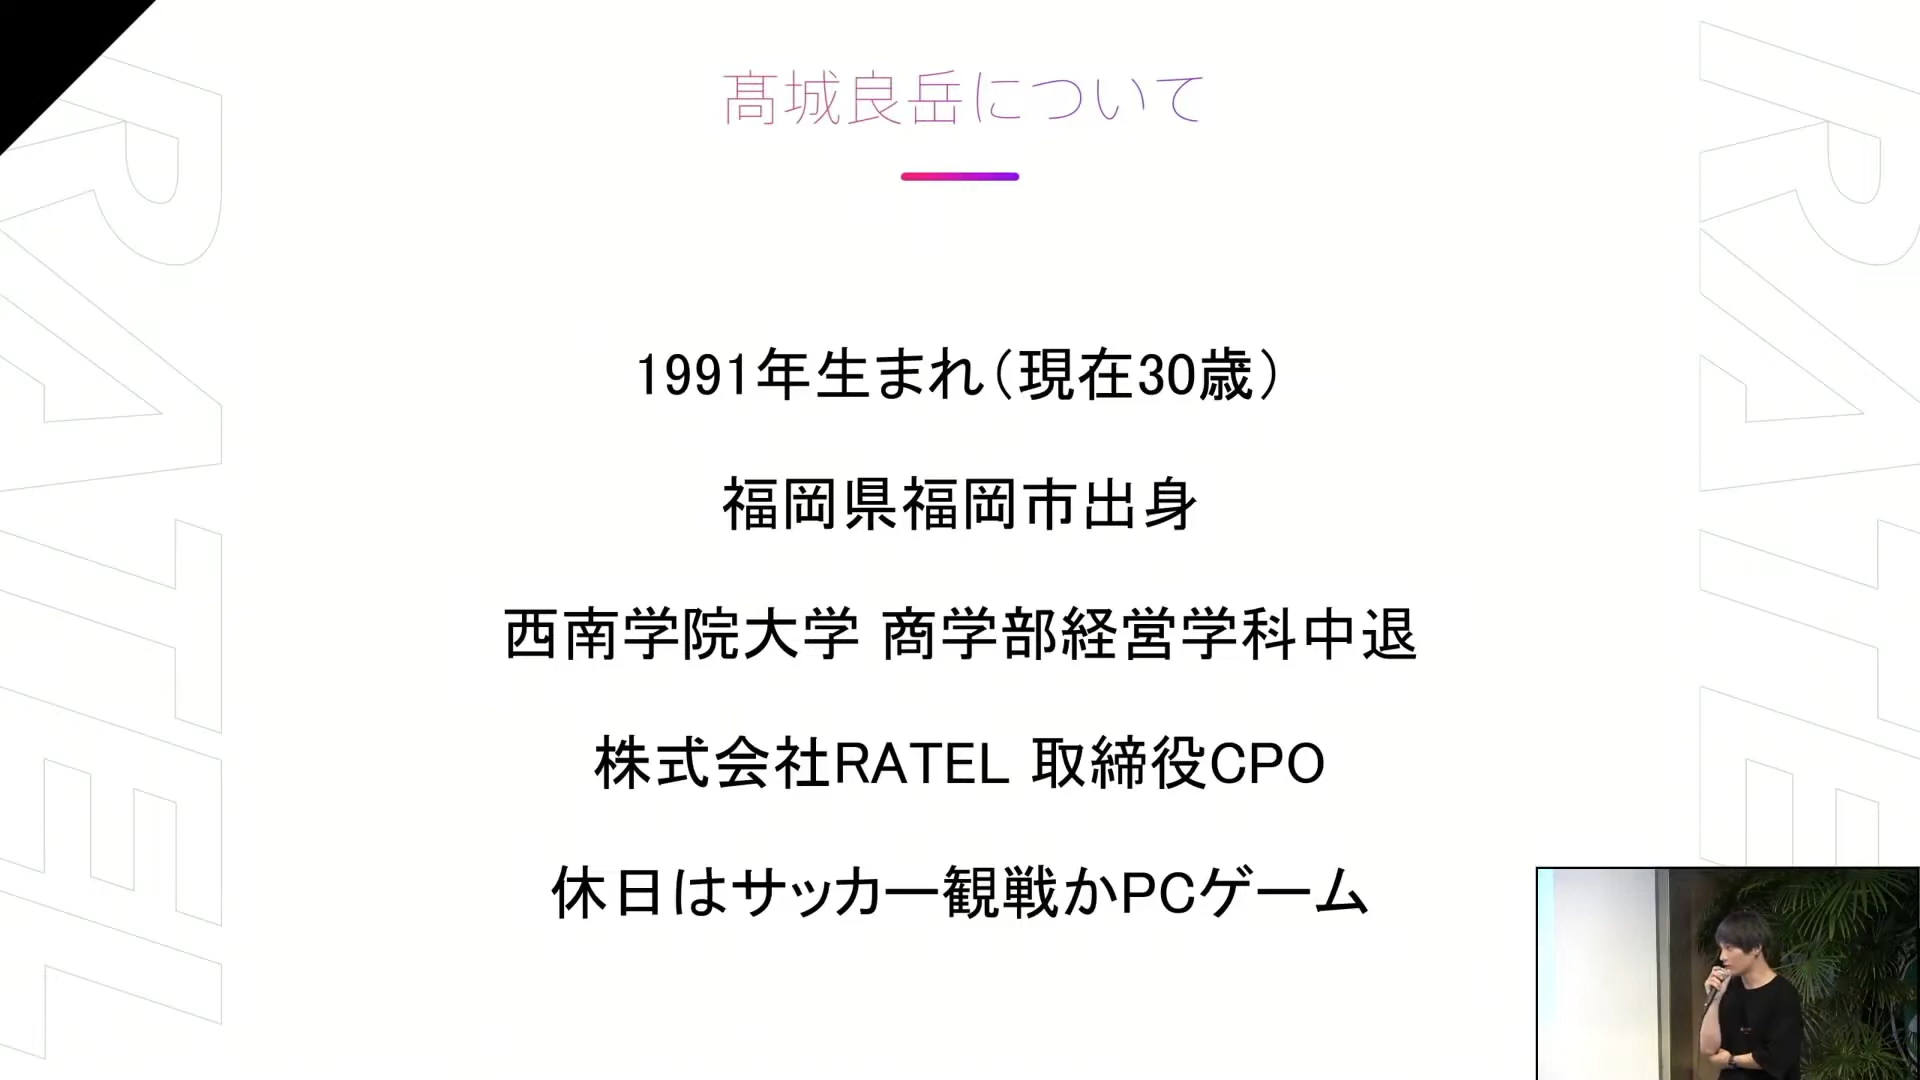 髙城良岳について
1991年生まれ（現在30歳）
福岡県福岡市出身
西南学院大学 商学部経営学科中退
株式会社RATEL 取締役CPO
休日はサッカー観戦かPCゲーム
RATEL
RATEL